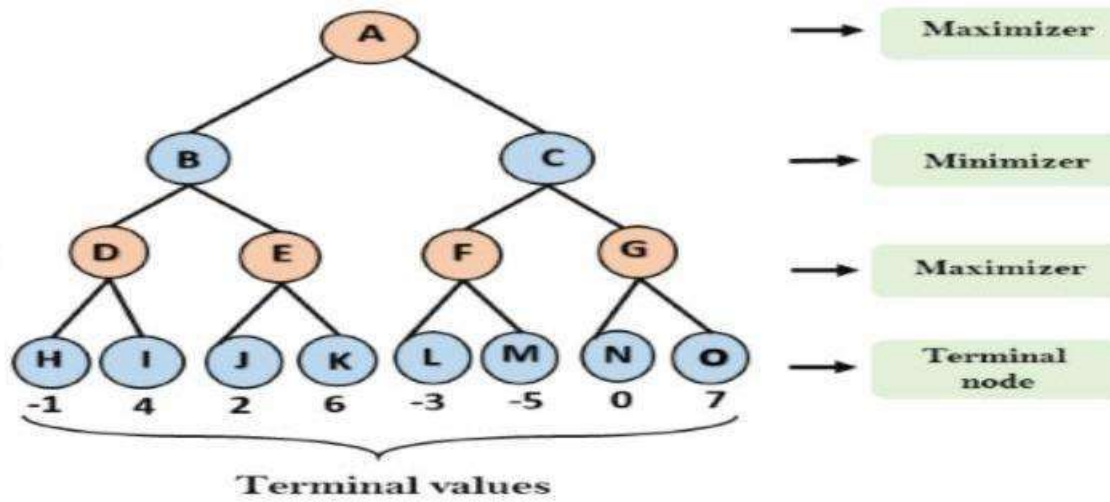 A
Maximizer
B
C
Minimizer
D
E
F
G
Maximizer
H
I
J
K
L
M
N
O
Terminal
node
-1
4
2
6
-3
-5
0
7
Terminal values